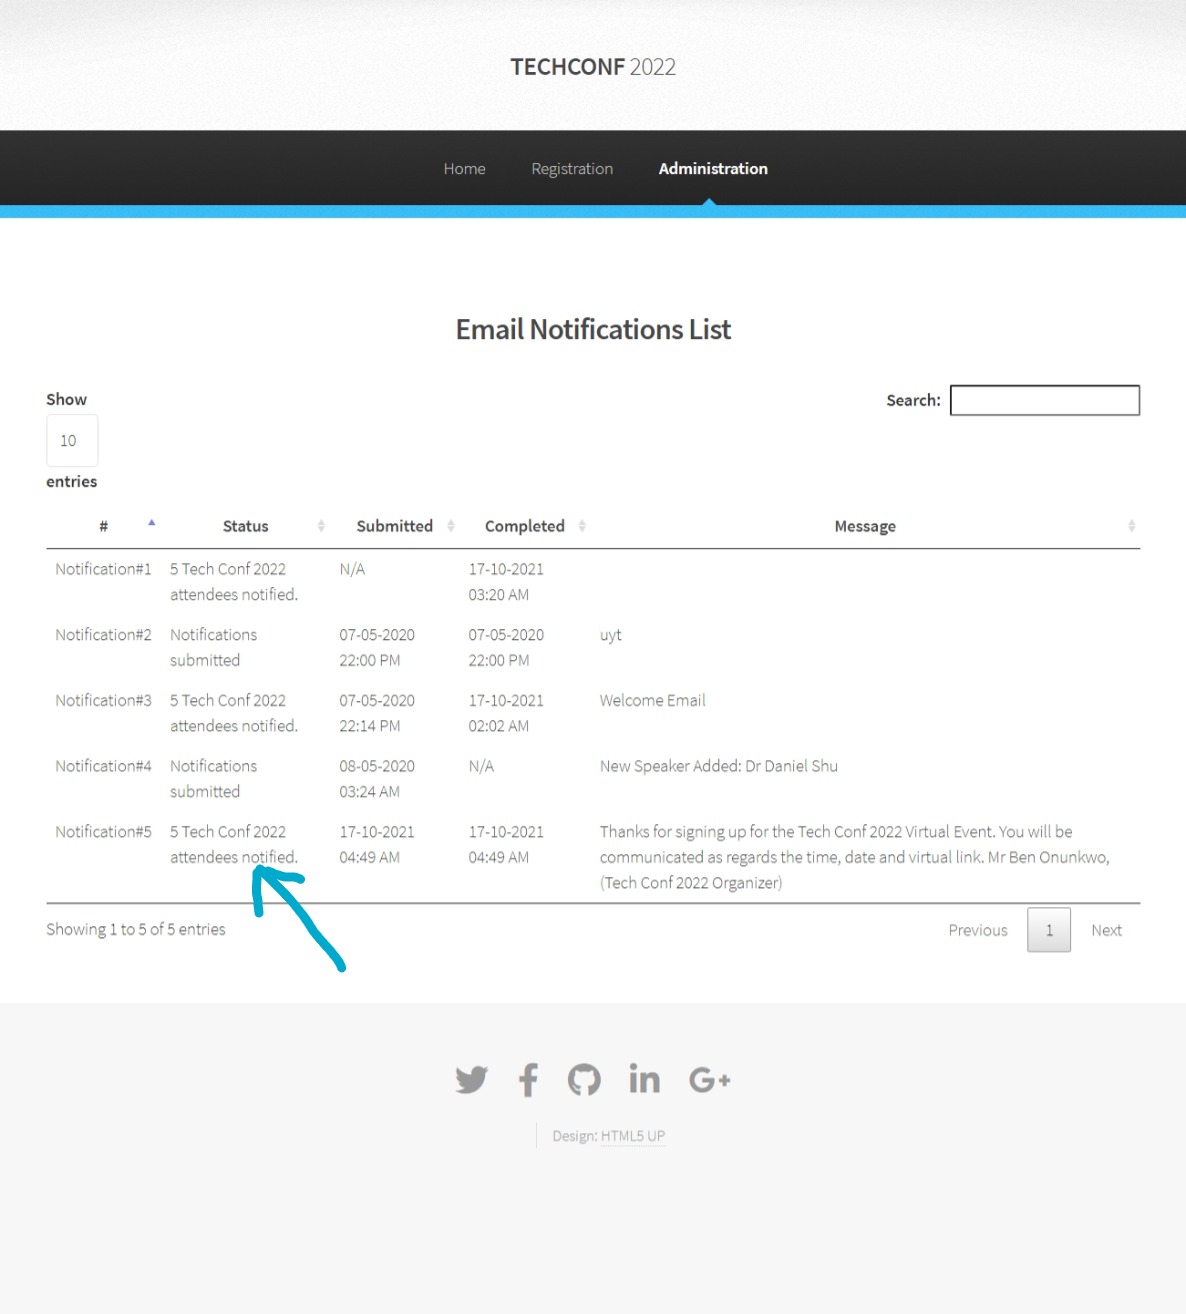 TECHCONF 2022
Home Registration Administration
Email Notifications List
Show
10
entries
Search:
# Status Submitted Completed Message
Notification#1 5 Tech Conf 2022 N/A 17-10-2021
attendees notified. 03:20 AM
Notification#2 Notifications 07-05-2020 07-05-2020 uyt
submitted 22:00 PM 22:00 PM
Notification#3 5 Tech Conf 2022 07-05-2020 17-10-2021 Welcome Email
attendees notified. 22:14 PM 02:02 AM
Notification#4 Notifications 08-05-2020 N/A New Speaker Added: Dr Daniel Shu
submitted 03:24 AM
Notification#5 5 Tech Conf 2022 17-10-2021 17-10-2021 Thanks for signing up for the Tech Conf 2022 Virtual Event. You will be
attendees notified. 04:49 AM 04:49 AM communicated as regards the time, date and virtual link. Mr Ben Onunkwo,
(Tech Conf 2022 Organizer)
Showing 1 to 5 of 5 entries Previous 1 Next
Design: HTML5 UP